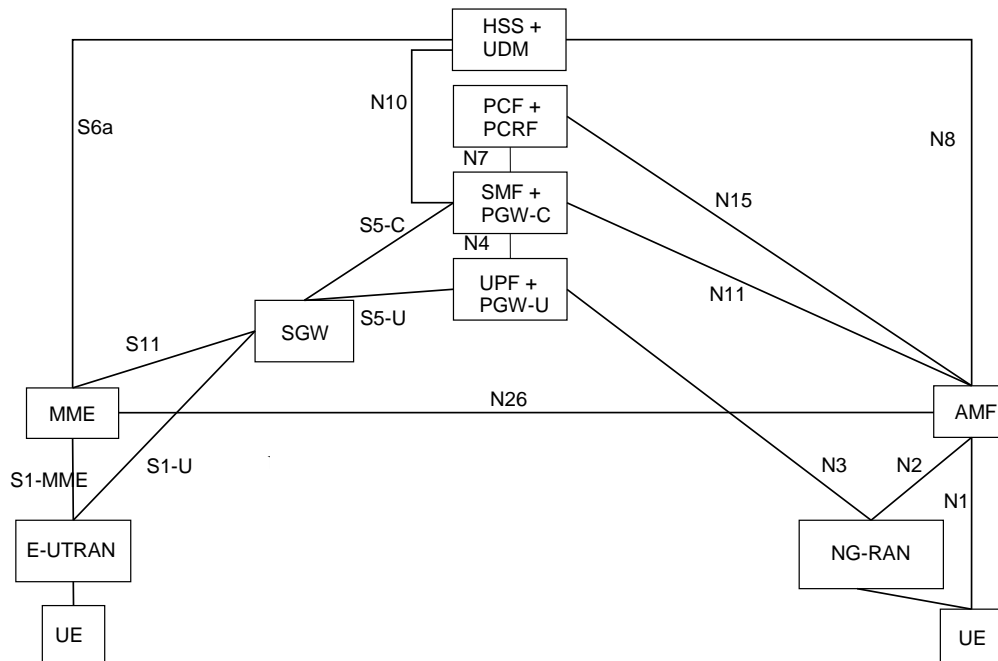 HSS +
UDM
N10
PCF +
PCRF
S6a
N8
N7
SMF +
PGW-C
N15
S5-C
N4
UPF +
PGW-U
N11
S5-U
SGW
S11
N26
MME
AMF
S1-U
N3
N2
S1-MME
N1
E-UTRAN
NG-RAN
UE
UE